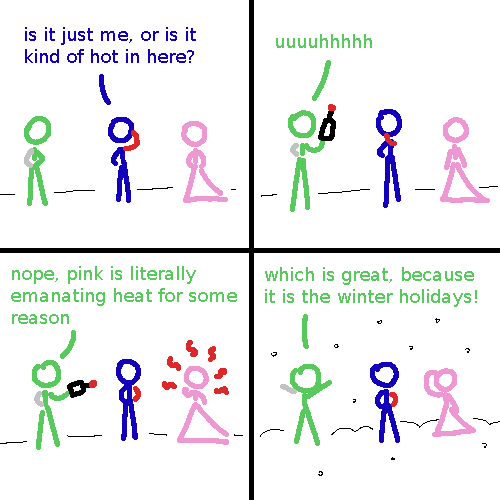 is it just me, or is it
kind of hot in here?
uuuuhhhhh
nope, pink is literally
emanating heat for some
reason
which is great, because
it is the winter holidays!